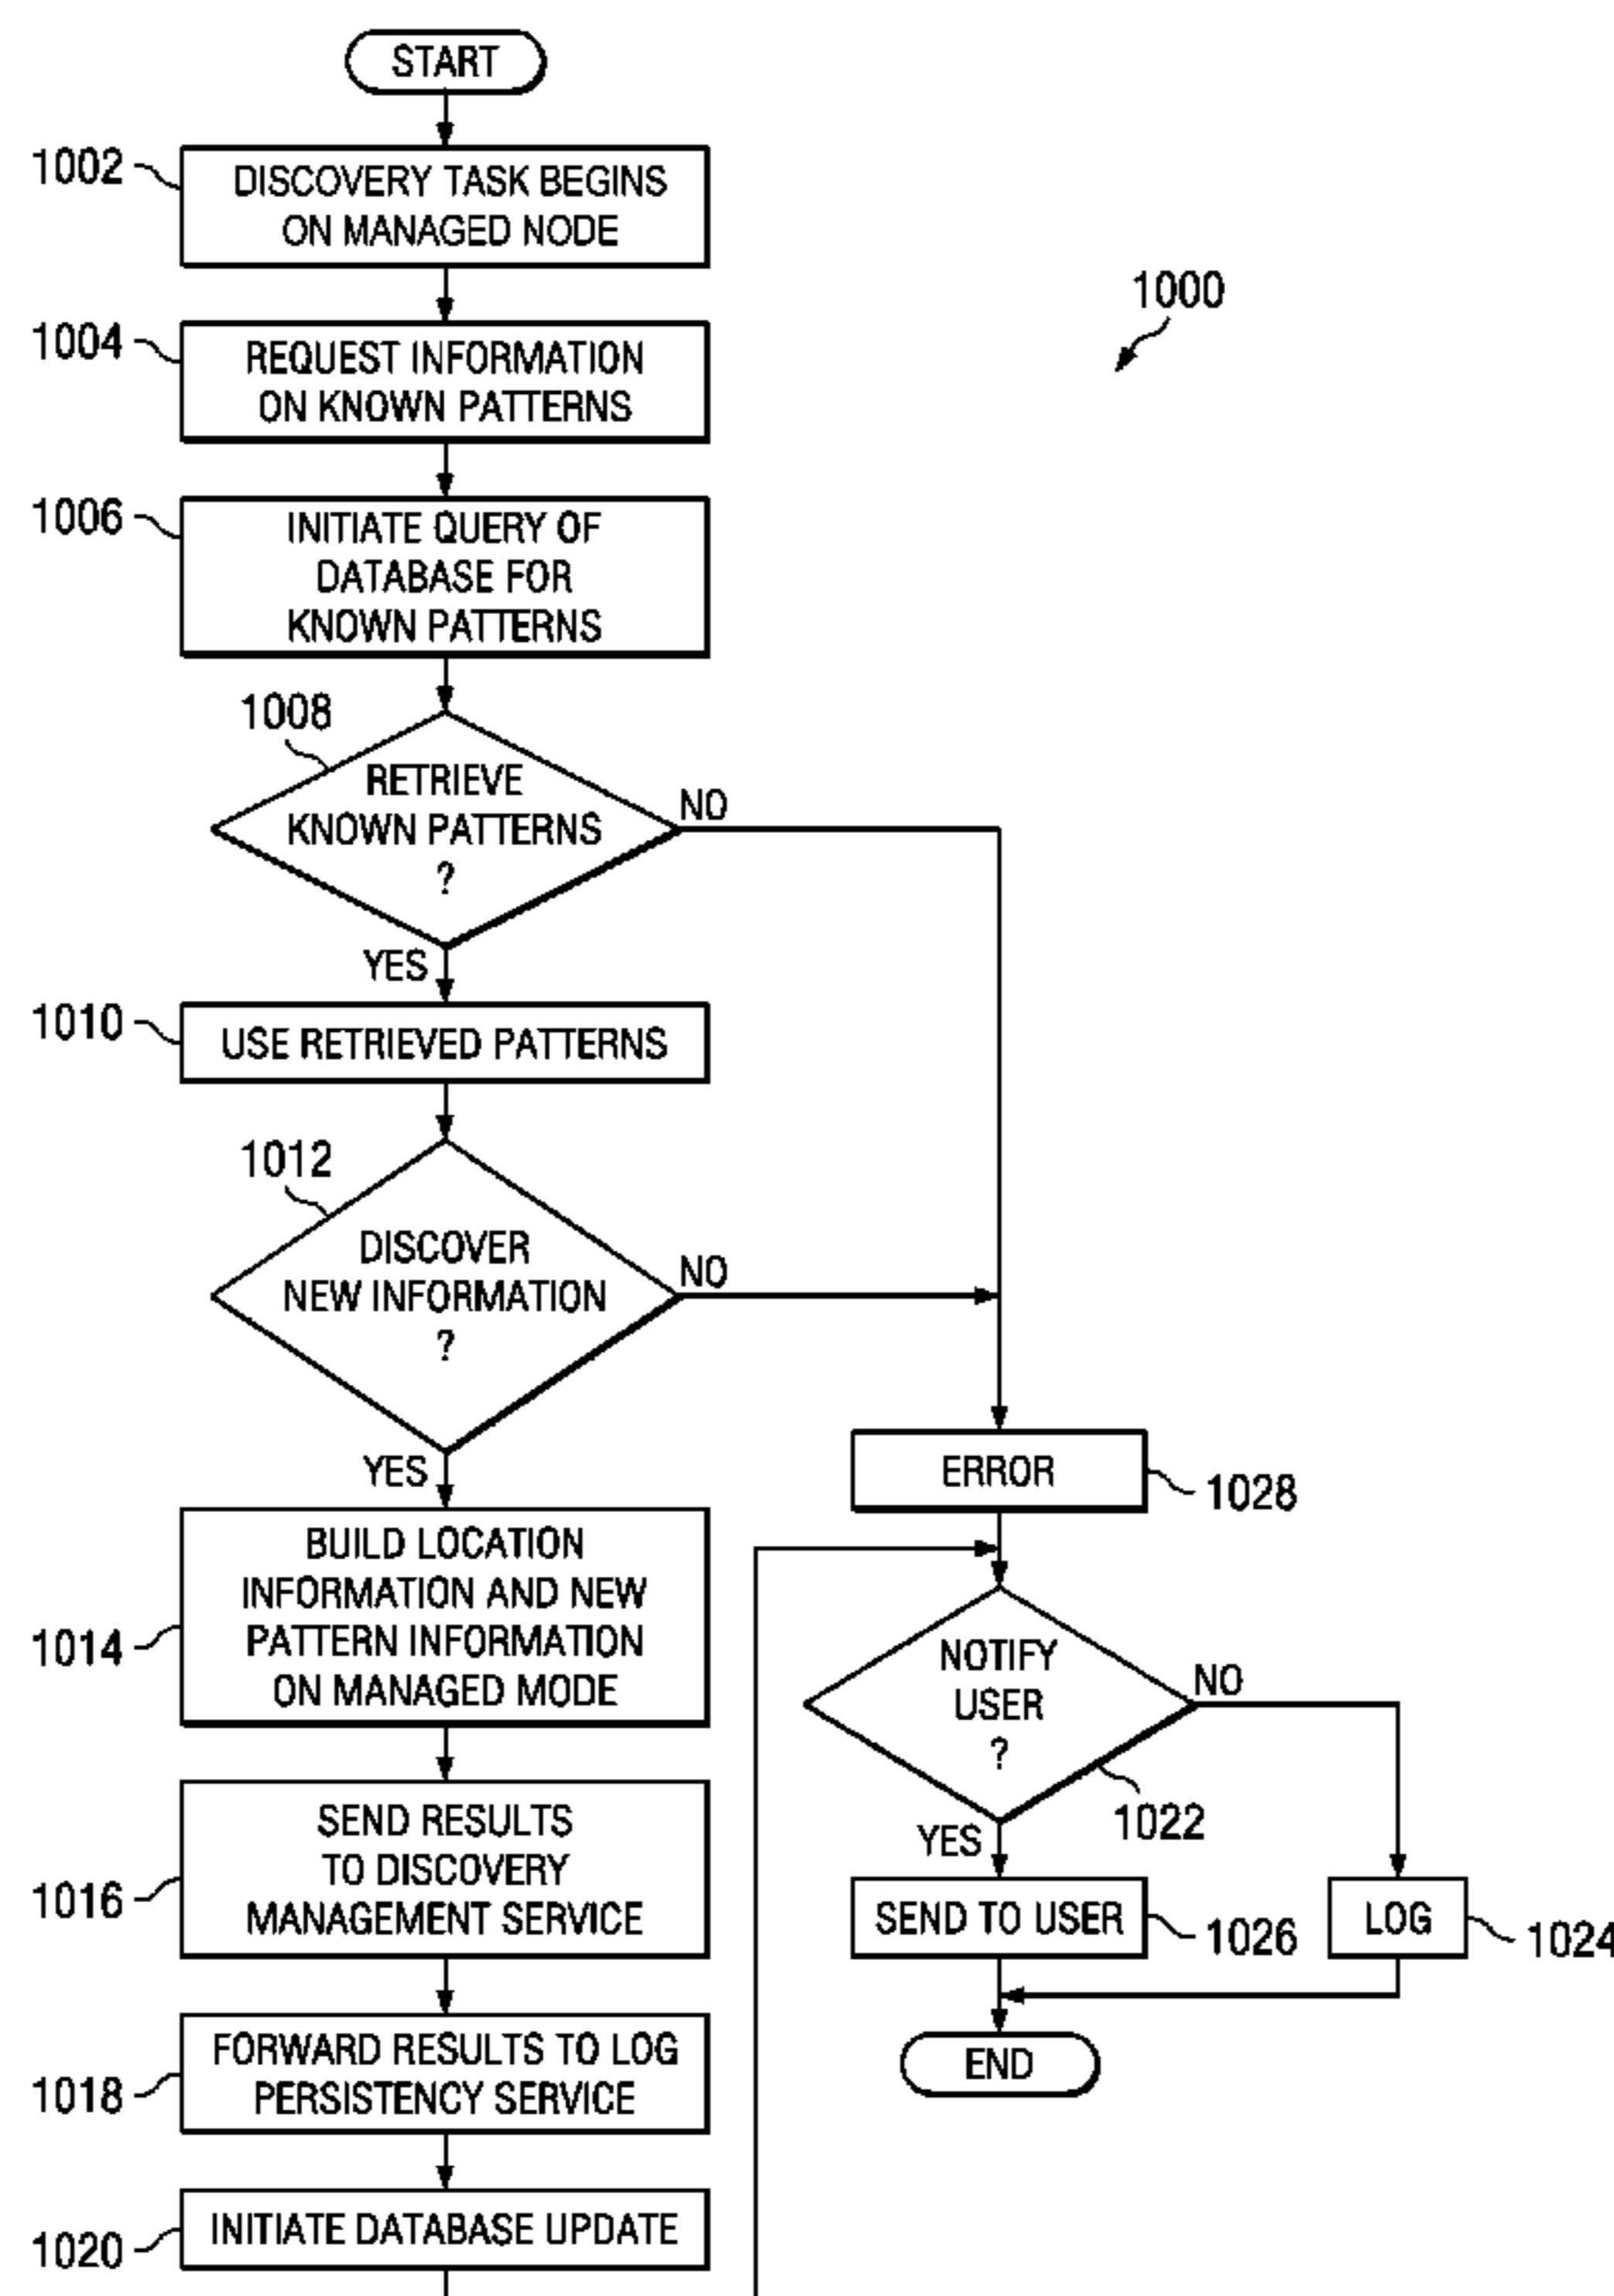 START
1002
DISCOVERY TASK BEGINS
ON MANAGED NODE
1000
1004
REQUEST INFORMATION
ON KNOWN PATTERNS
1006
INITIATE QUERY OF
DATABASE FOR
KNOWN PATTERNS
1008
RETRIEVE
KNOWN PATTERNS
?
NO
YES
1010
USE RETRIEVED PATTERNS
1012
DISCOVER
NEW INFORMATION
?
NO
YES
ERROR
1028
1014
BUILD LOCATION
INFORMATION AND NEW
PATTERN INFORMATION
ON MANAGED MODE
NOTIFY
USER
?
NO
1022
YES
1016
SEND RESULTS
TO DISCOVERY
MANAGEMENT SERVICE
SEND TO USER
1026
LOG
1024
1018
FORWARD RESULTS TO LOG
PERSISTENCY SERVICE
END
1020
INITIATE DATABASE UPDATE